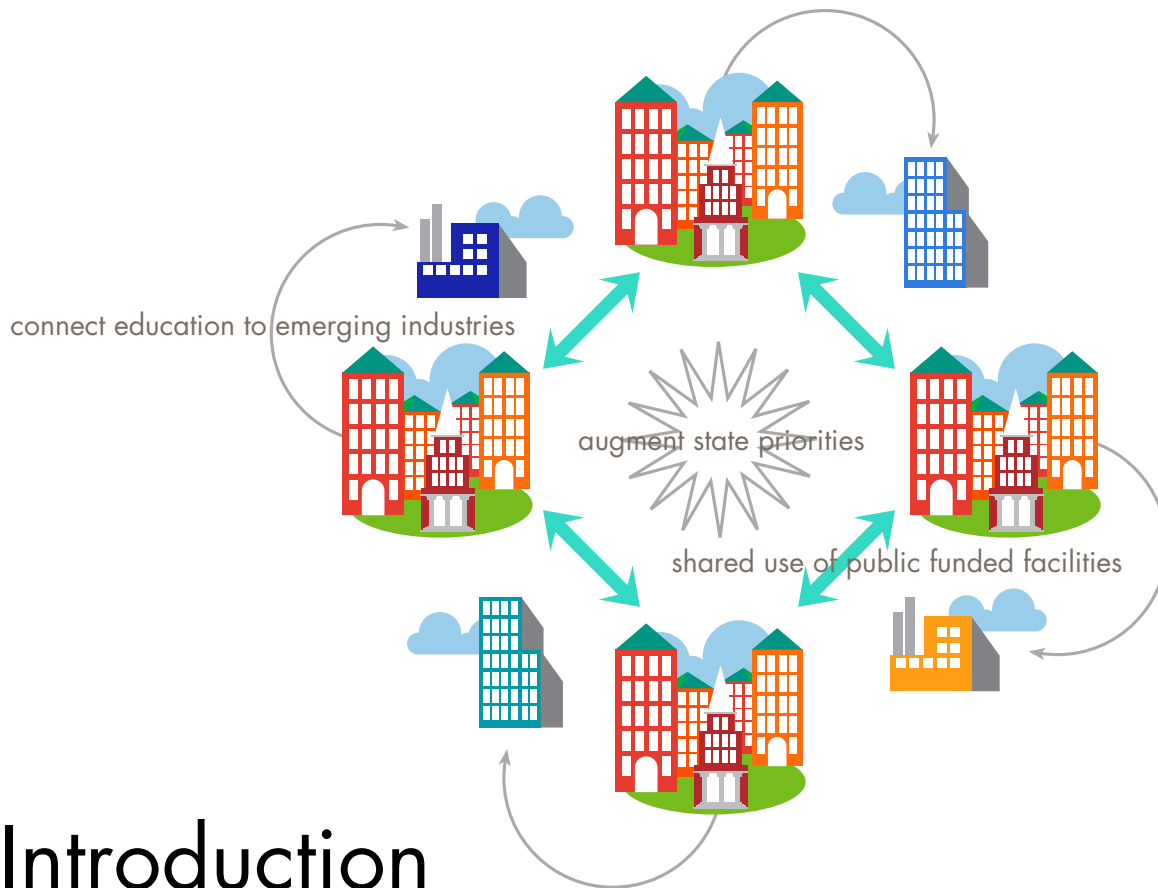 connect education to emerging industries
augment state priorities
shared use of public funded facilities
Introduction